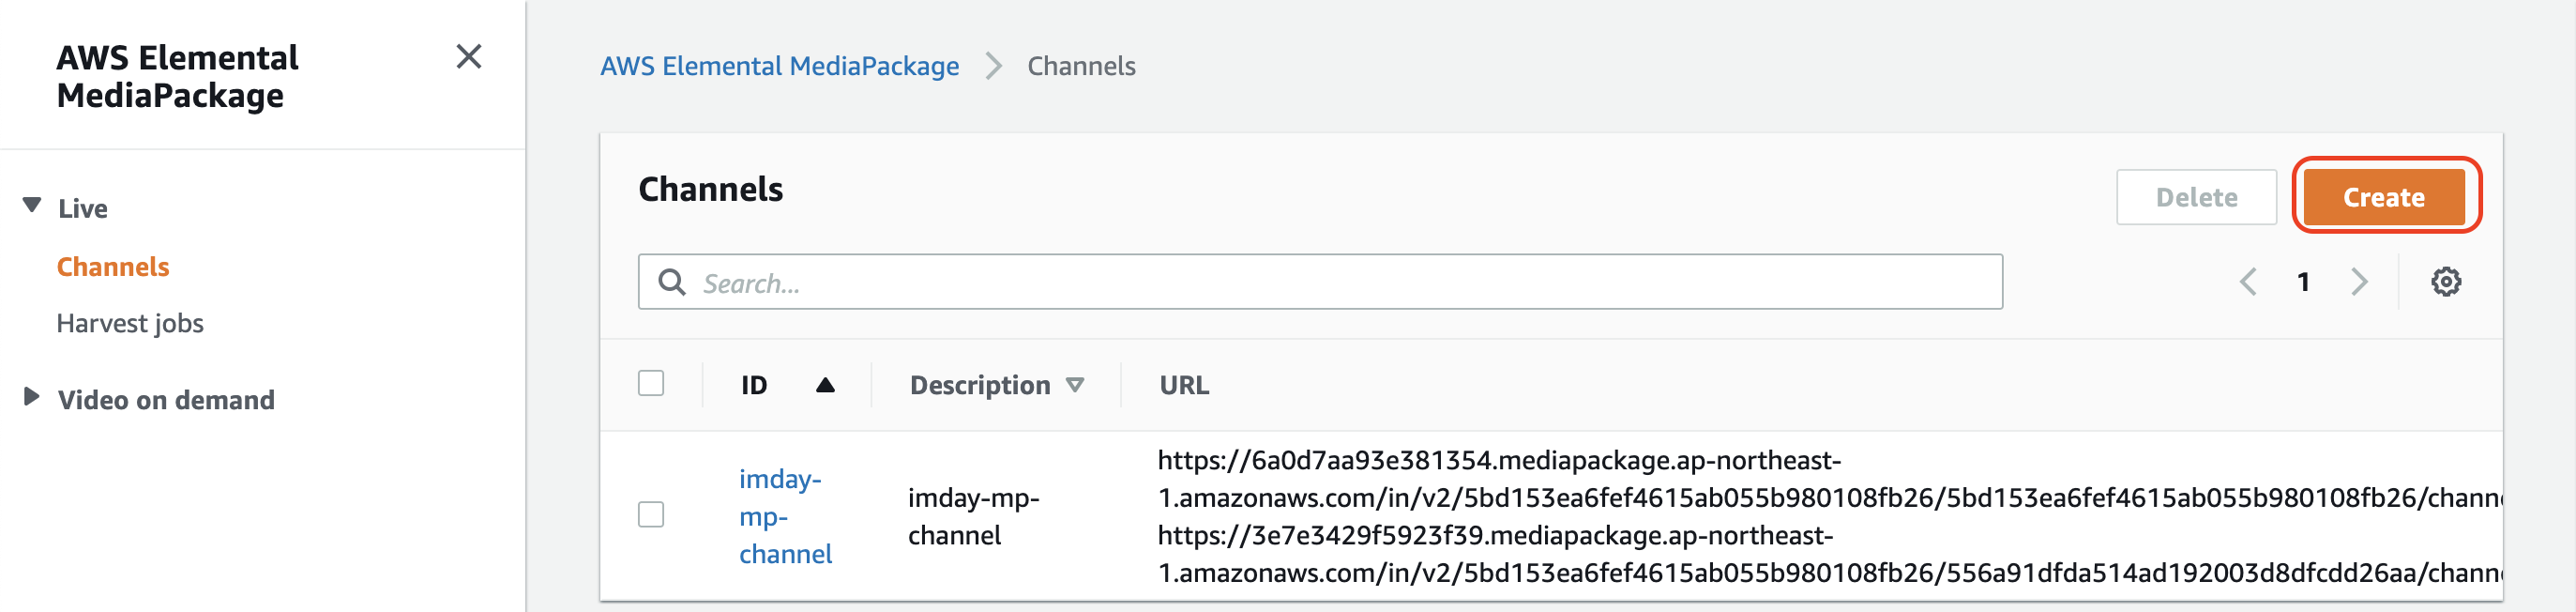 AWS Elemental
MediaPackage
Live
Channels
Harvest jobs
Video on demand
AWS Elemental MediaPackage
Channels
Channels
Delete
Create
Search...
1
ID
Description
URL
imday-
mp-
channel
imday-mp-
channel
https://6a0d7aa93e381354.mediapackage.ap-northeast-
1.amazonaws.com/in/v2/5bd153ea6fef4615ab055b980108fb26/5bd153ea6fef4615ab055b980108fb26/chann
https://3e7e3429f5923f39.mediapackage.ap-northeast-
1.amazonaws.com/in/v2/5bd153ea6fef4615ab055b980108fb26/556a91dfda514ad192003d8dfcdd26aa/chann